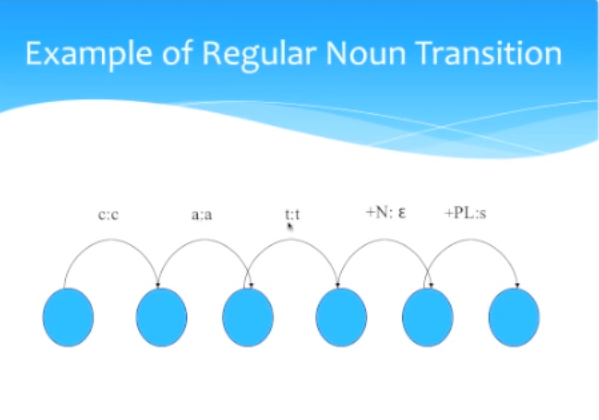 Example of Regular Noun Transition
c:c a:a t:t +N: ε +PL:s